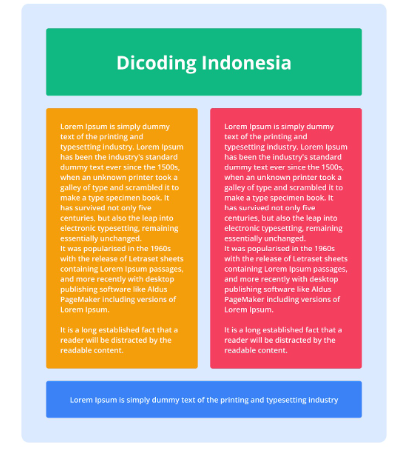 Dicoding Indonesia
Lorem Ipsum is simply dummy
text of the printing and
typesetting industry. Lorem Ipsum
has been the industry's standard
dummy text ever since the 1500s,
when an unknown printer took a
galley of type and scrambled it to
make a type specimen book. It
has survived not only five
centuries, but also the leap into
electronic typesetting, remaining
essentially unchanged.
It was popularised in the 1960s
with the release of Letraset sheets
containing Lorem Ipsum passages,
and more recently with desktop
publishing software like Aldus
PageMaker including versions of
Lorem Ipsum.
It is a long established fact that a
reader will be distracted by the
readable content.
Lorem Ipsum is simply dummy
text of the printing and
typesetting industry. Lorem Ipsum
has been the industry's standard
dummy text ever since the 1500s,
when an unknown printer took a
galley of type and scrambled it to
make a type specimen book. It
has survived not only five
centuries, but also the leap into
electronic typesetting, remaining
essentially unchanged.
It was popularised in the 1960s
with the release of Letraset sheets
containing Lorem Ipsum passages,
and more recently with desktop
publishing software like Aldus
PageMaker including versions of
Lorem Ipsum.
It is a long established fact that a
reader will be distracted by the
readable content.
Lorem Ipsum is simply dummy text of the printing and typesetting industry